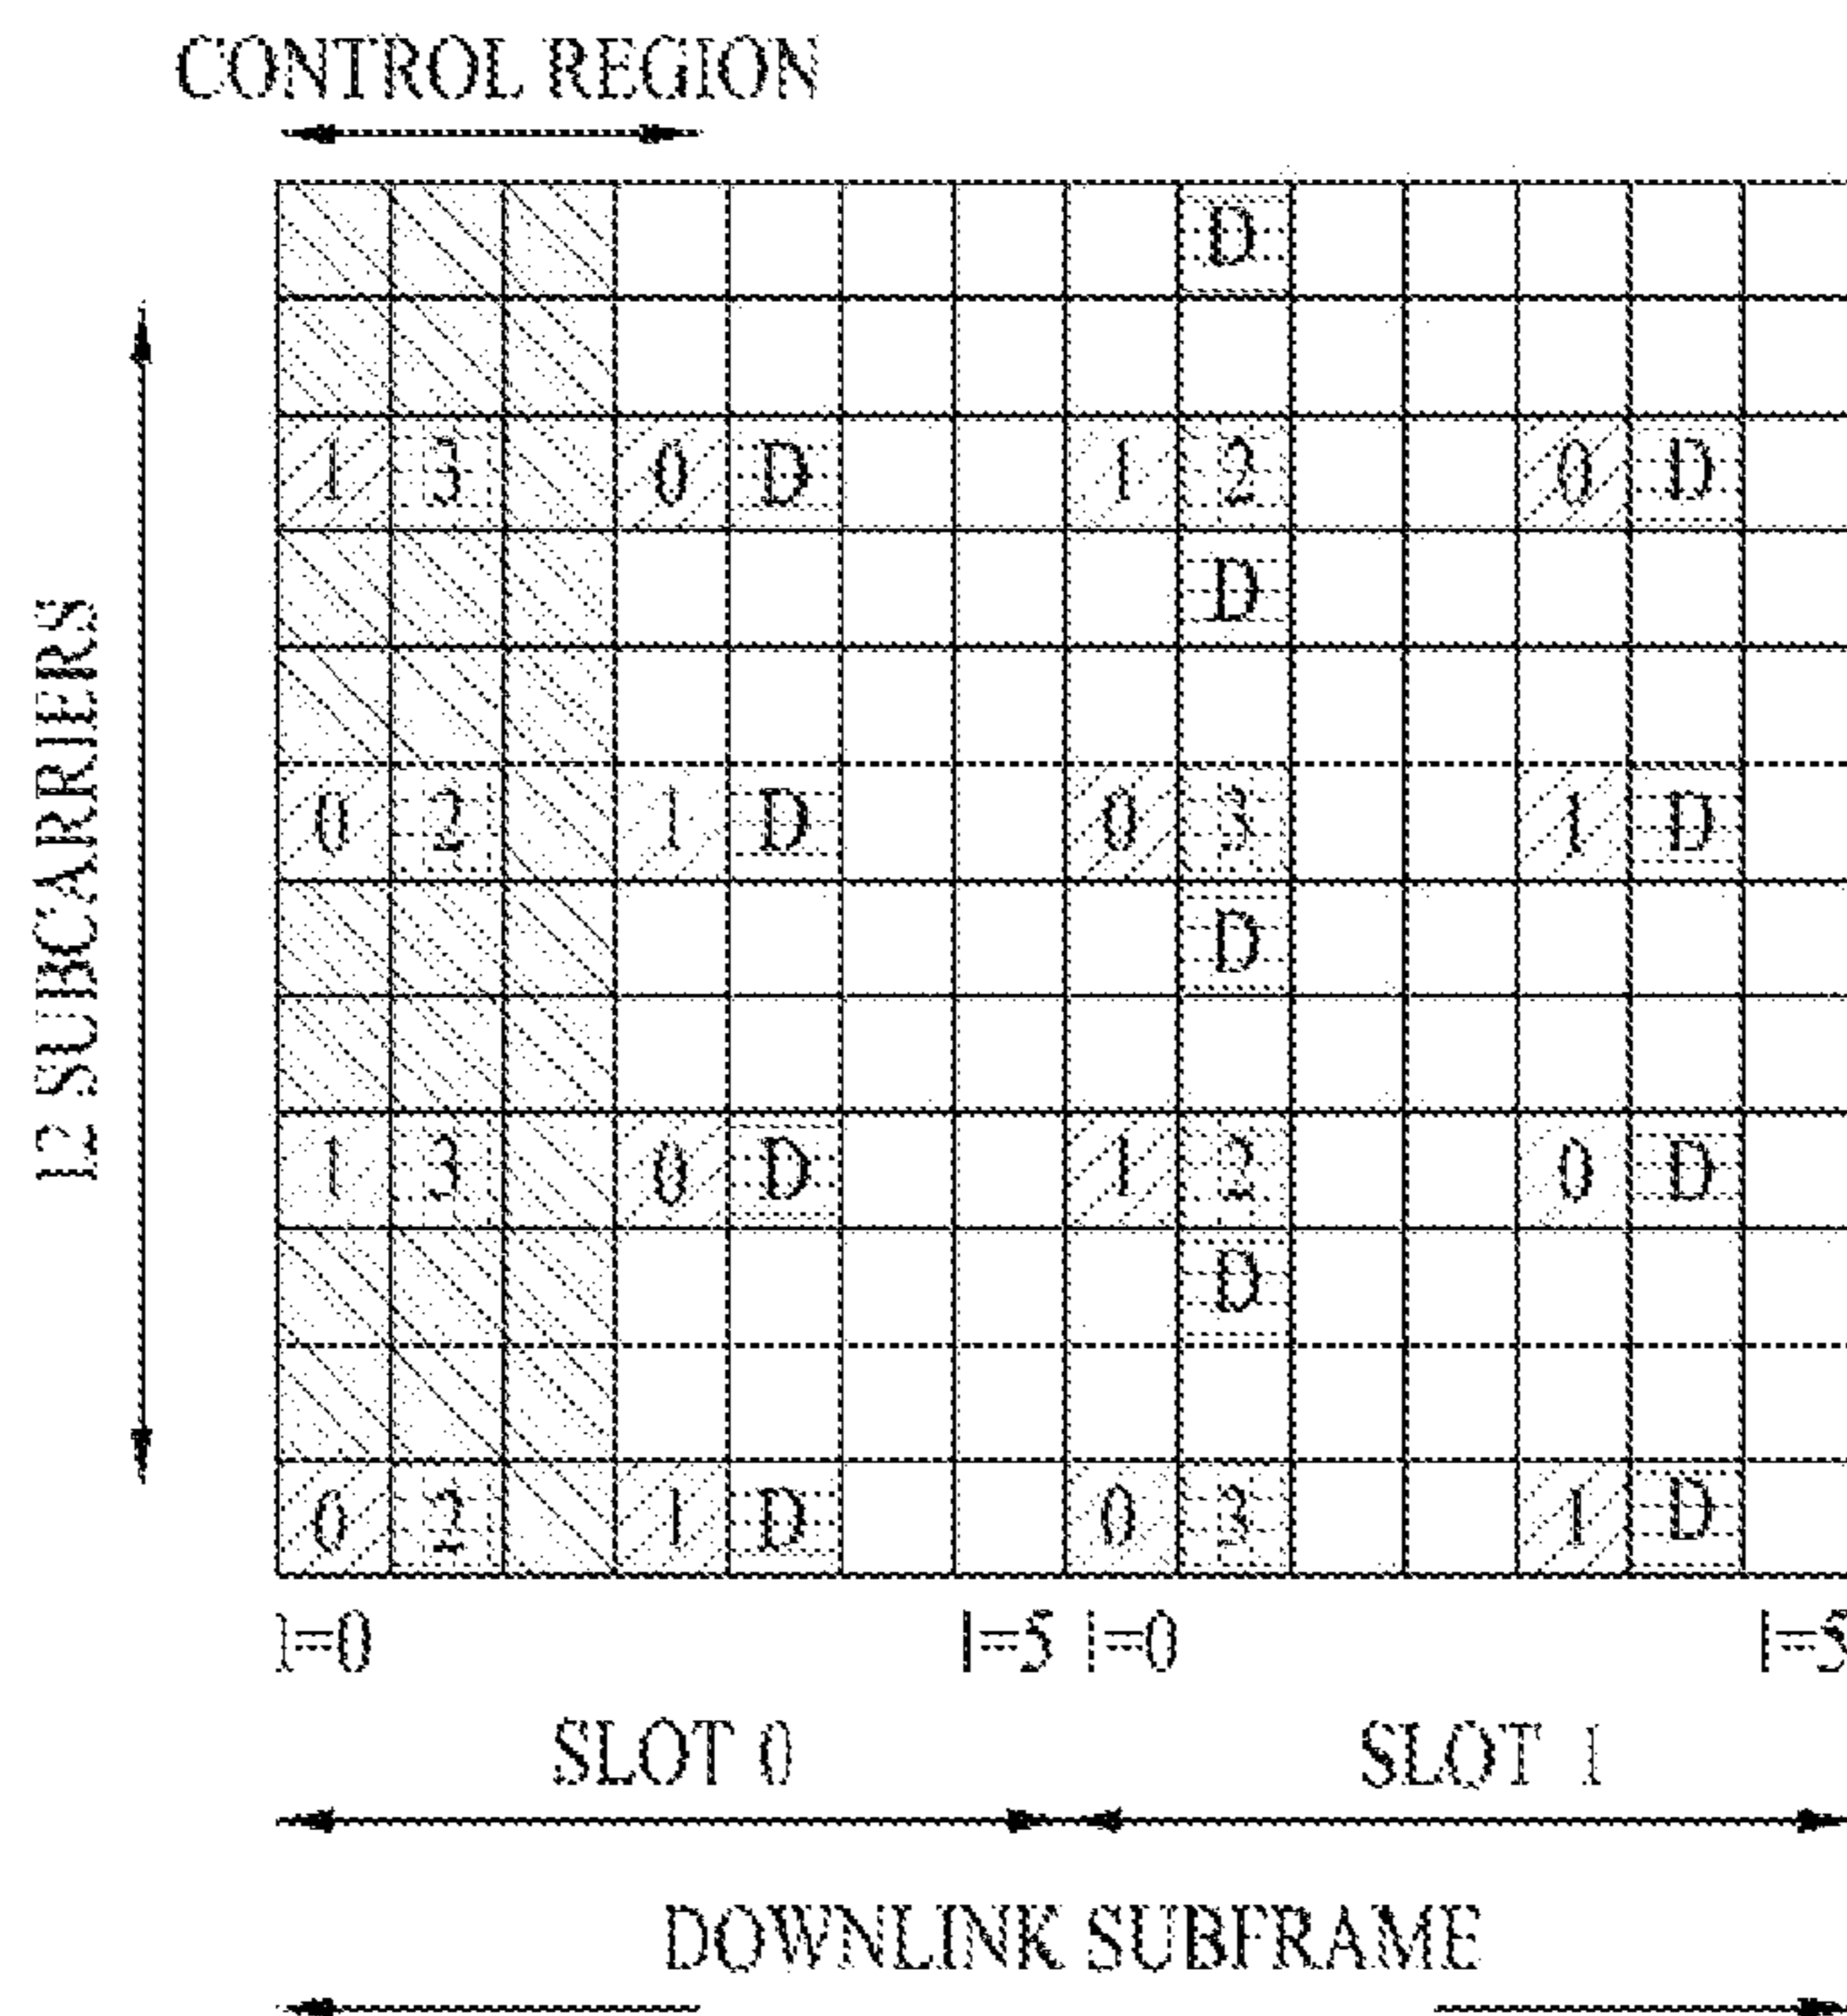 CONTROL REGION
12 SUBCARRIERS
D
1 3 0 D 1 2 0 D
D
0 2 1 D 0 3 1 D
D
1 3 0 D 1 2 0 D
D
0 2 1 D 0 3 1 D
l=0 l=5 l=0 l=5
SLOT 0 SLOT 1
DOWNLINK SUBFRAME